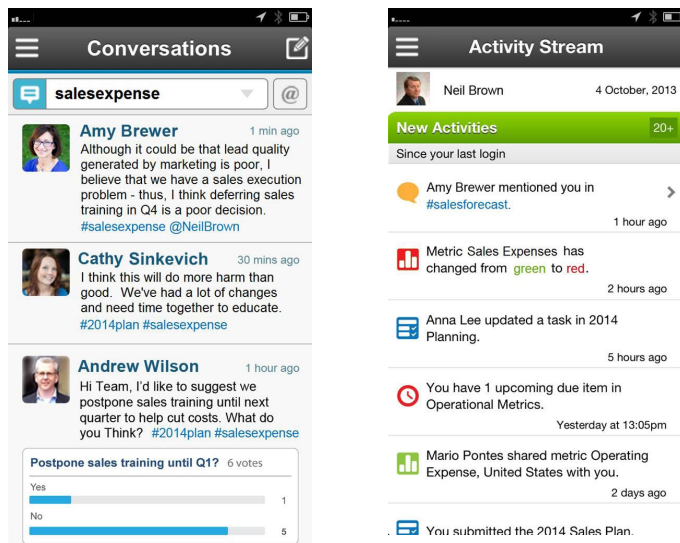 Conversations
salesexpense
@
Amy Brewer 1 min ago
Although it could be that lead quality
generated by marketing is poor, I
believe that we have a sales execution
problem - thus, I think deferring sales
training in Q4 is a poor decision.
#salesexpense @NeilBrown
Cathy Sinkevich 30 mins ago
I think this will do more harm than
good. We've had a lot of changes
and need time together to educate.
#2014plan #salesexpense
Andrew Wilson 1 hour ago
Hi Team, I'd like to suggest we
postpone sales training until next
quarter to help cut costs. What do
you Think? #2014plan #salesexpense
Postpone sales training until Q1? 6 votes
Yes
1
No
5
Activity Stream
Neil Brown 4 October, 2013
New Activities 20+
Since your last login
Amy Brewer mentioned you in
#salesforecast.
1 hour ago
Metric Sales Expenses has
changed from green to red.
2 hours ago
Anna Lee updated a task in 2014
Planning.
5 hours ago
You have 1 upcoming due item in
Operational Metrics.
Yesterday at 13:05pm
Mario Pontes shared metric Operating
Expense, United States with you.
2 days ago
You submitted the 2014 Sales Plan.